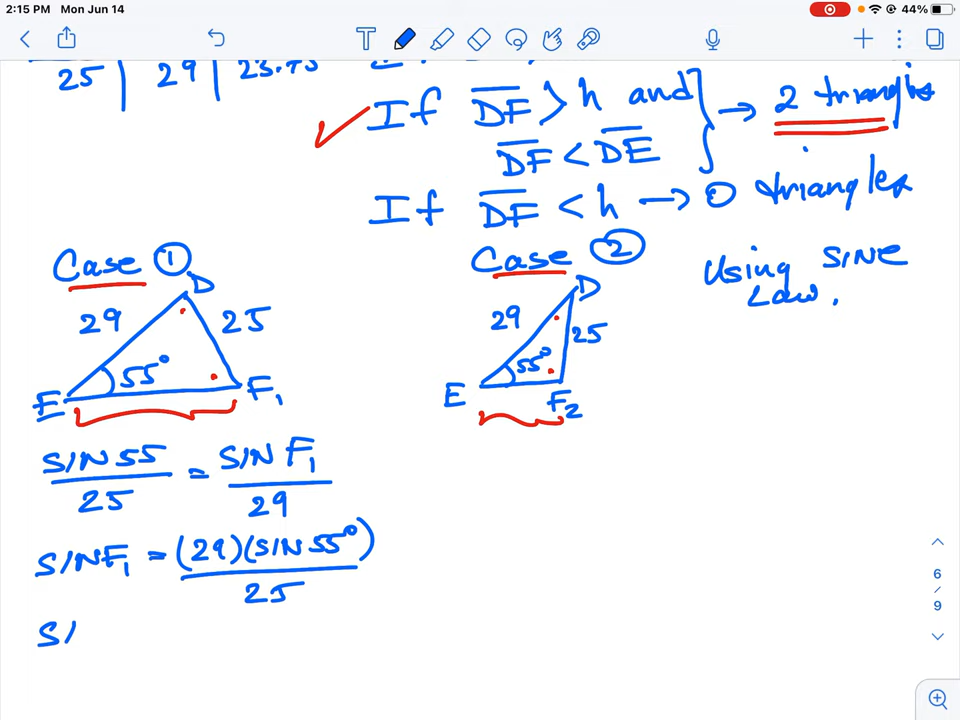 2:15 PM Mon Jun 14
44%
25 | 29 | 23.75
If DF > h and
DF < DE
→ 2 triangles
If DF < h → 0 triangles
Case ①
D
29
25
55°
E
F₁
Case ②
D
29
25
55°
E
F₂
Using SINE
Law.
SIN 55 / 25 = SIN F₁ / 29
SIN F₁ = (29)(SIN 55°) / 25
SI
6
/
9